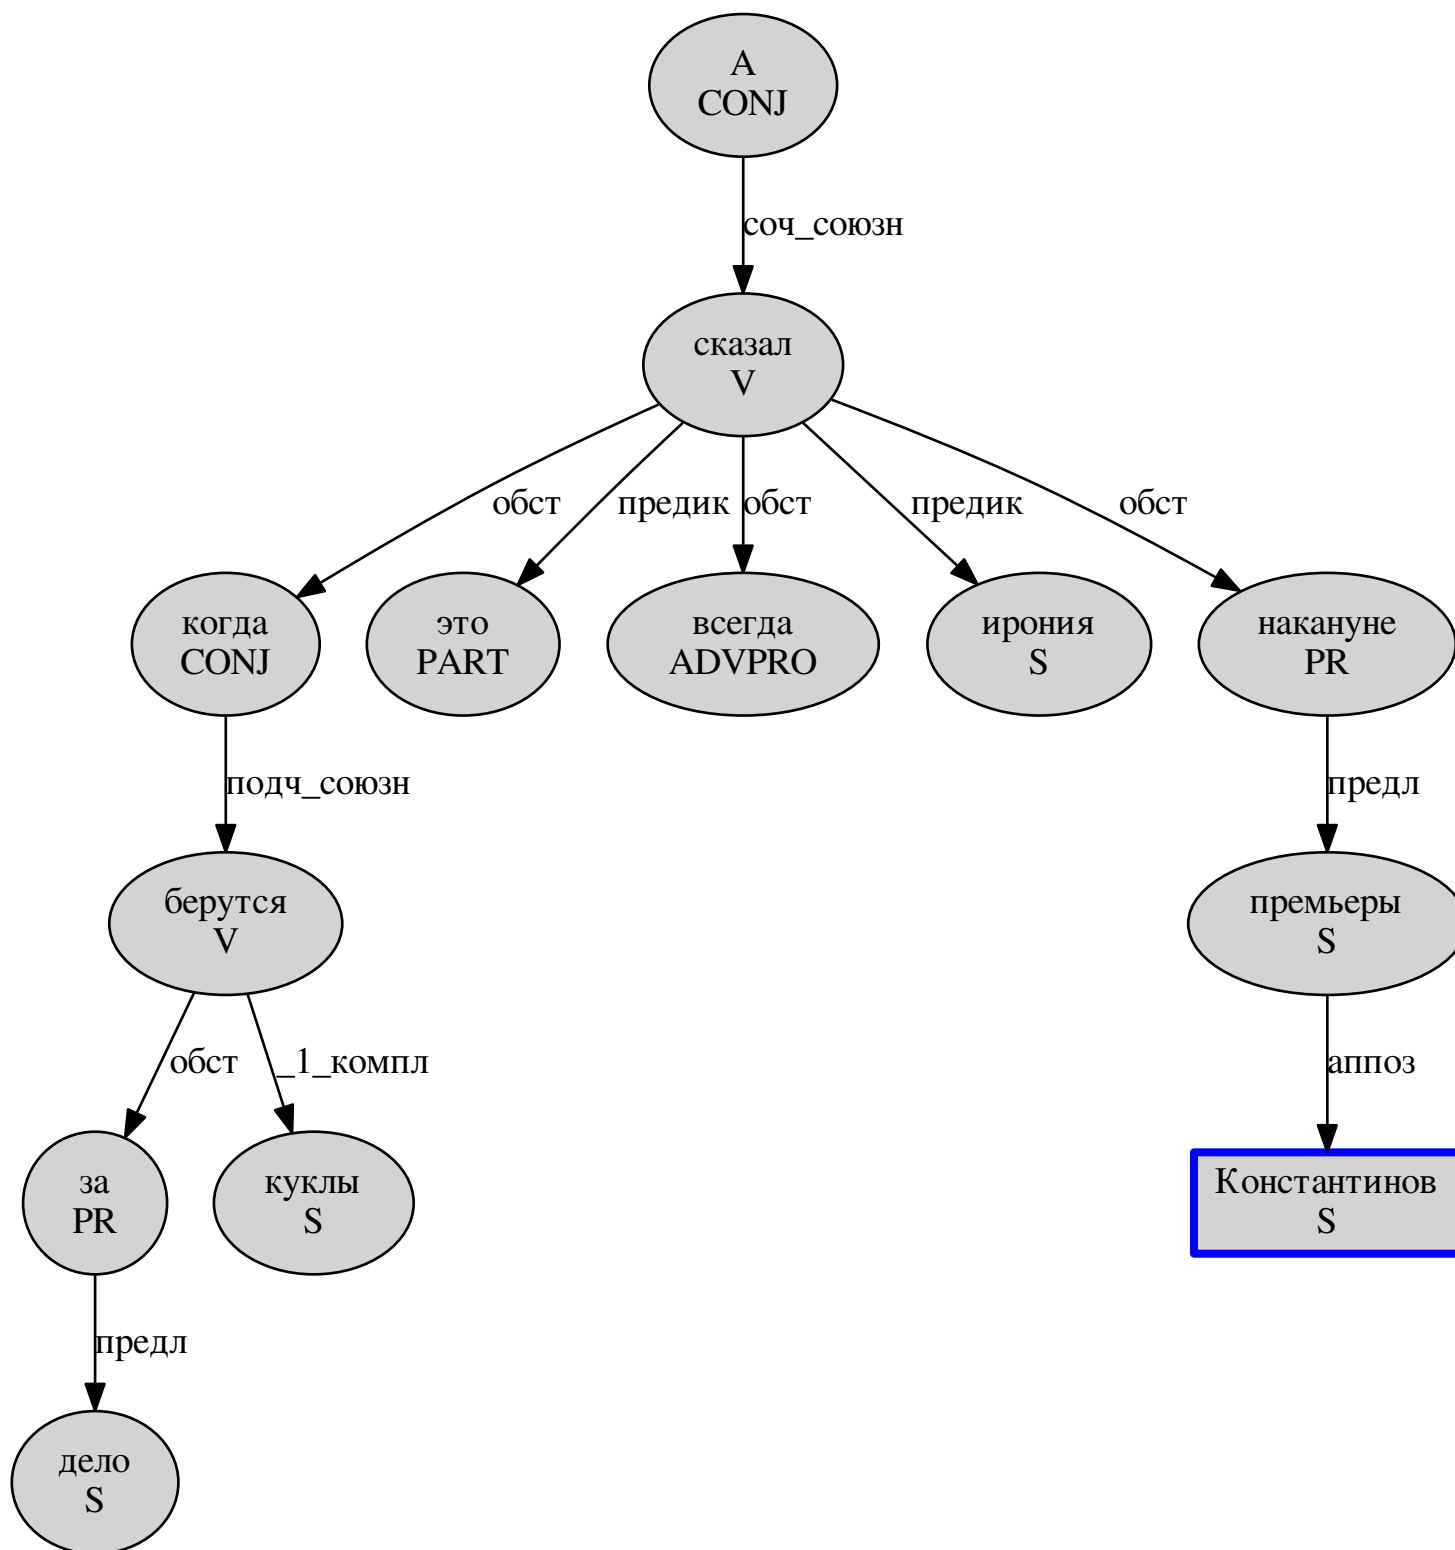 А
CONJ
соч_союзн
сказал
V
обст
предик
обст
предик
обст
когда
CONJ
это
PART
всегда
ADVPRO
ирония
S
накануне
PR
подч_союзн
предл
берутся
V
премьеры
S
обст
_1_компл
аппоз
за
PR
куклы
S
Константинов
S
предл
дело
S